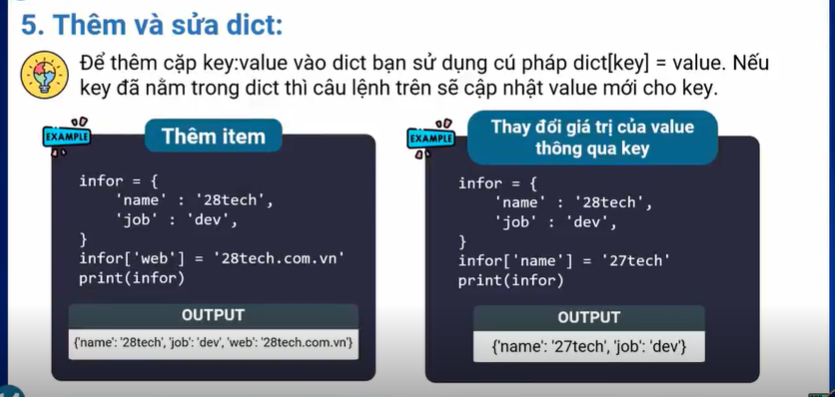 5. Thêm và sửa dict:
Để thêm cặp key:value vào dict bạn sử dụng cú pháp dict[key] = value. Nếu
key đã nằm trong dict thì câu lệnh trên sẽ cập nhật value mới cho key.
EXAMPLE
Thêm item
infor = {
'name' : '28tech',
'job' : 'dev',
}
infor['web'] = '28tech.com.vn'
print(infor)
OUTPUT
{'name': '28tech', 'job': 'dev', 'web': '28tech.com.vn'}
EXAMPLE
Thay đổi giá trị của value
thông qua key
infor = {
'name' : '28tech',
'job' : 'dev',
}
infor['name'] = '27tech'
print(infor)
OUTPUT
{'name': '27tech', 'job': 'dev'}